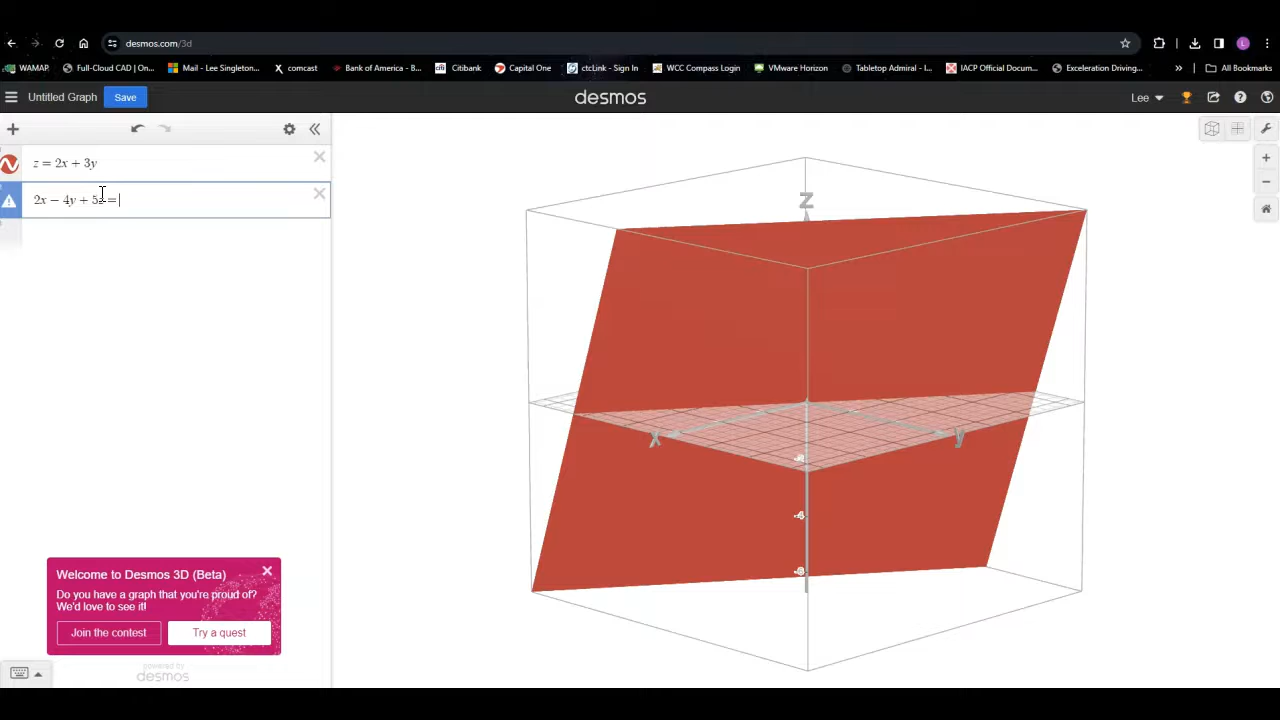 desmos.com/3d
WAMAP
Full-Cloud CAD | On...
Mail - Lee Singleton...
comcast
Bank of America - B...
Citibank
Capital One
ctcLink - Sign In
WCC Compass Login
VMware Horizon
Tabletop Admiral - I...
IACP Official Docum...
Exceleration Driving...
»
All Bookmarks
Untitled Graph
Save
desmos
Lee
z = 2x + 3y
2x − 4y + 5z =
z
x
y
-4
Welcome to Desmos 3D (Beta)
Do you have a graph that you're proud of?
We'd love to see it!
Join the contest
Try a quest
powered by
desmos